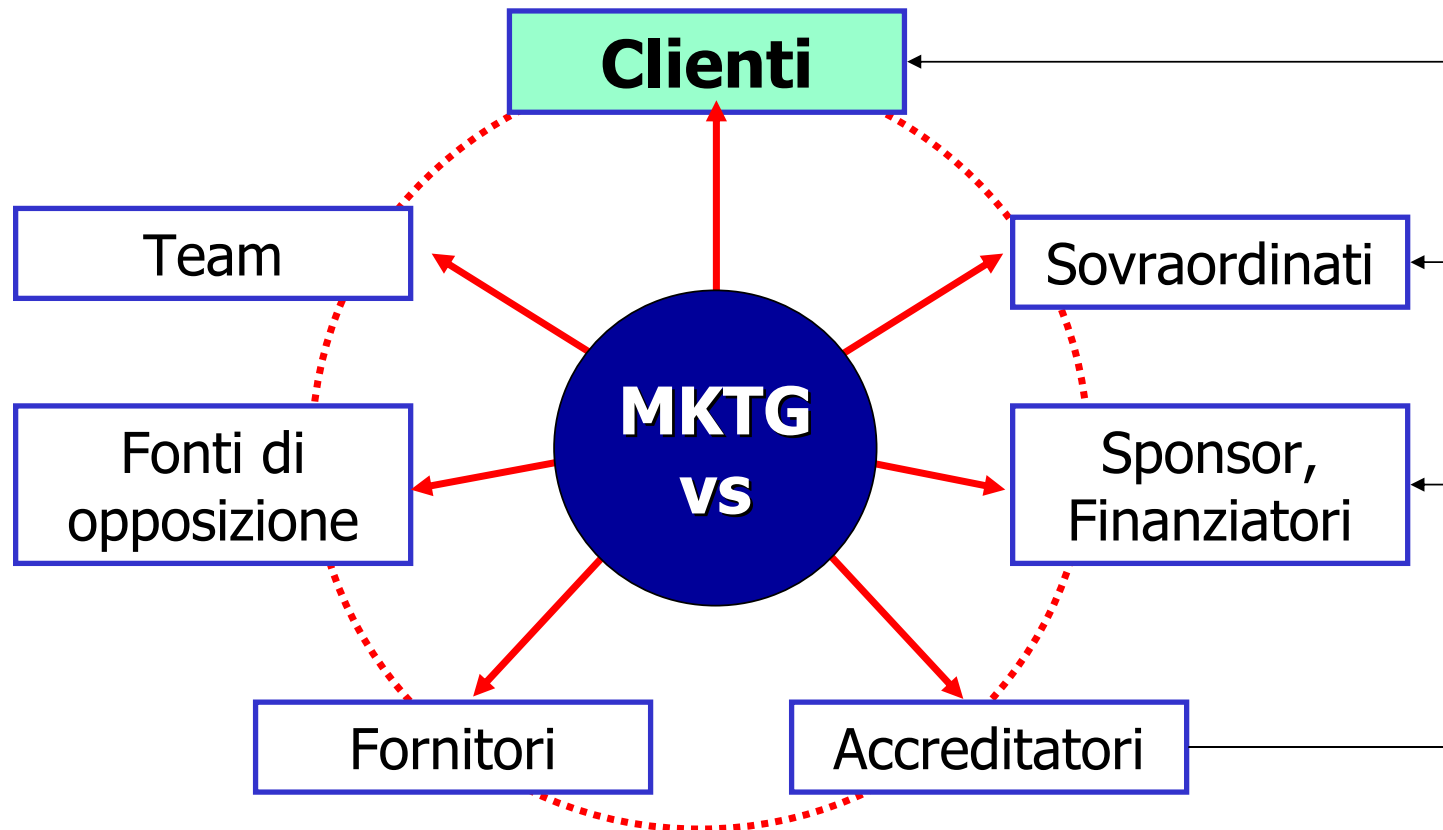 Clienti
Team
Sovraordinati
MKTG
vs
Fonti di
opposizione
Sponsor,
Finanziatori
Fornitori
Accreditatori